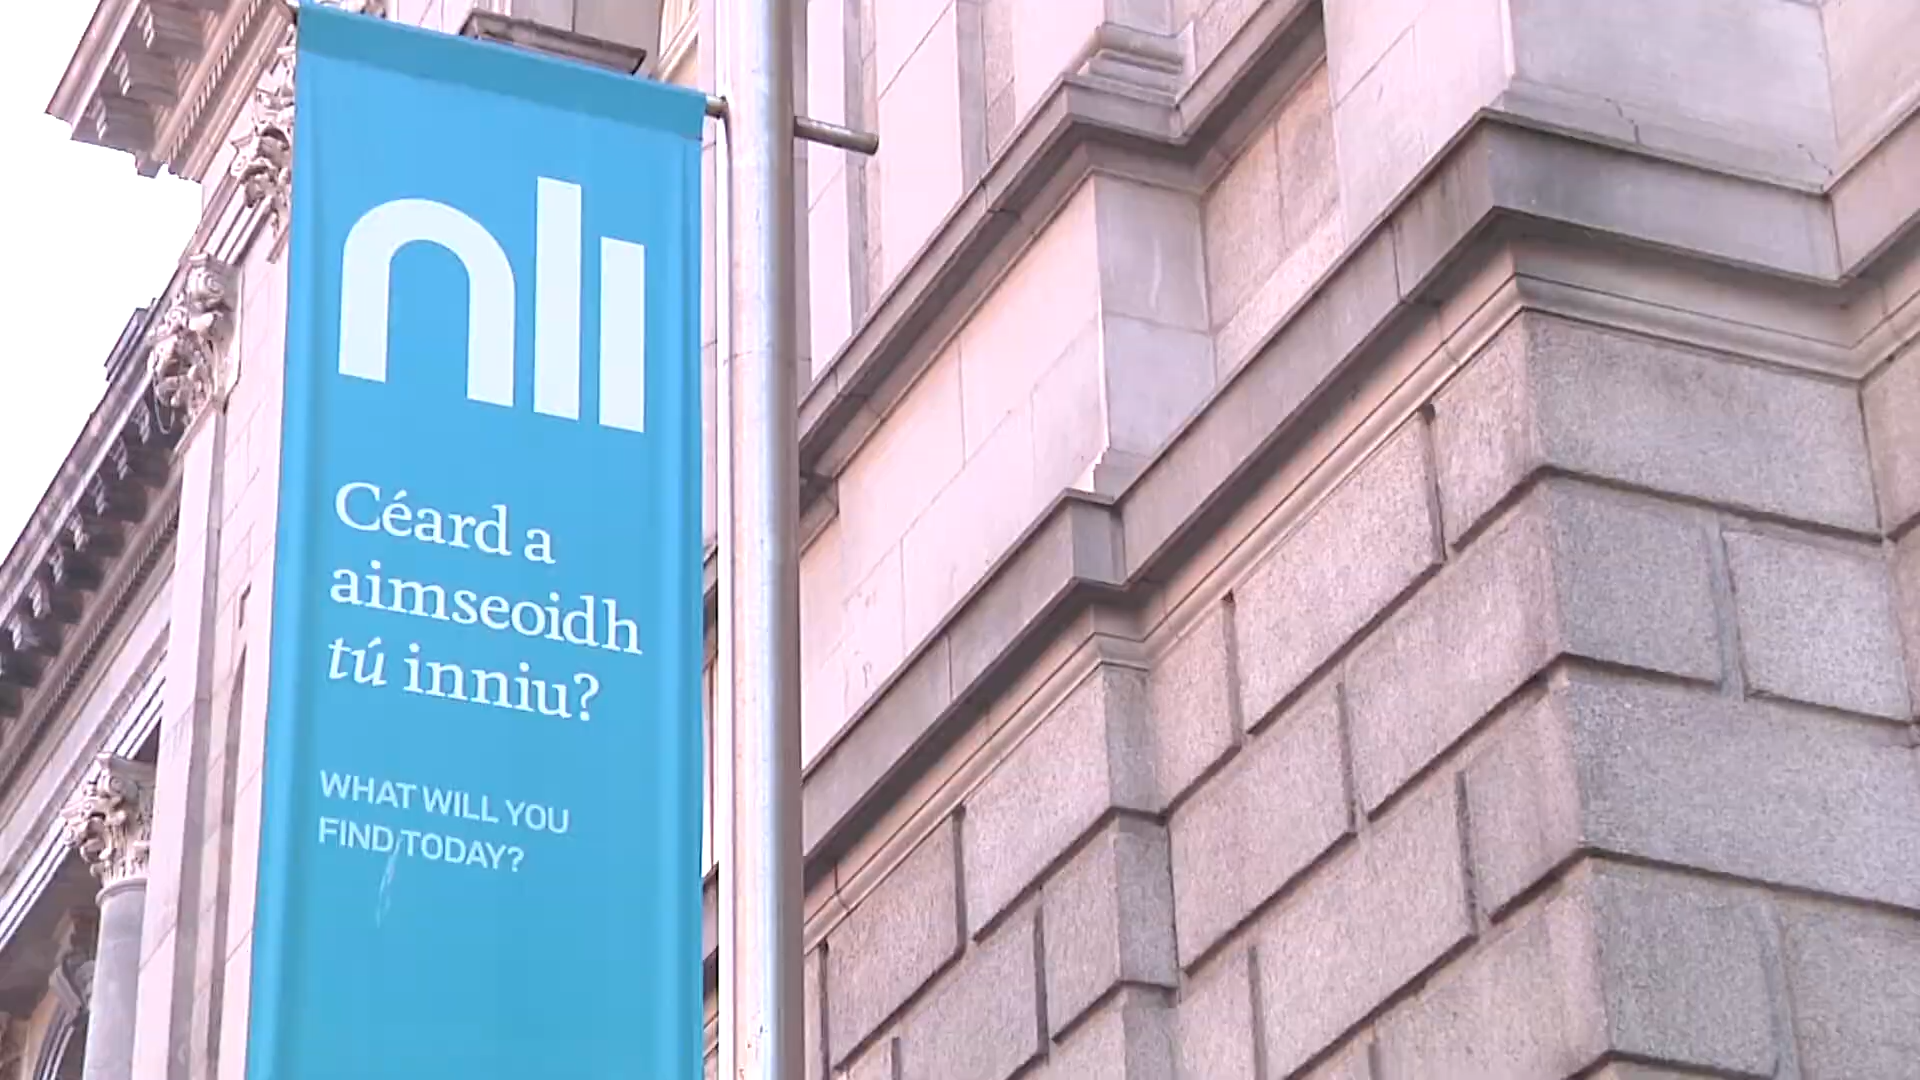 nli
Céard a
aimseoidh
tú inniu?
WHAT WILL YOU
FIND TODAY?